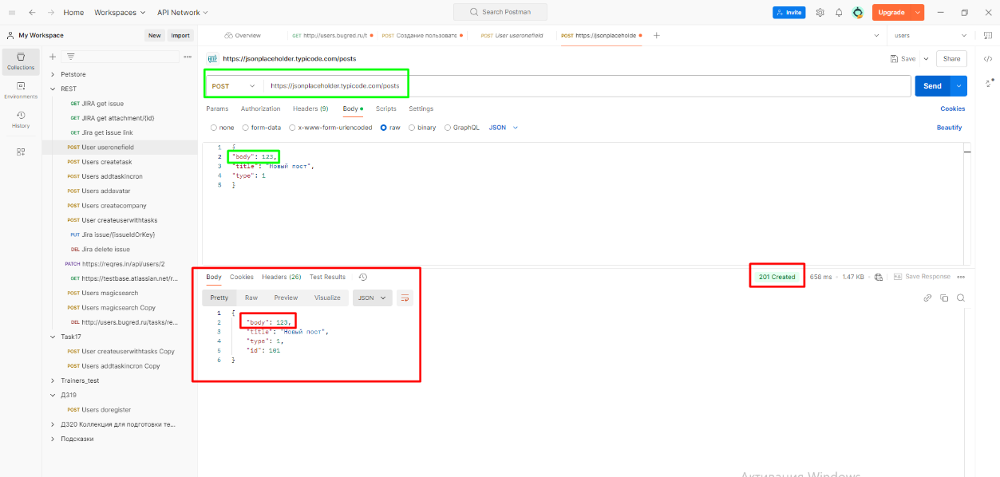 Home Workspaces API Network Search Postman Invite Upgrade
My Workspace New Import Overview GET http://users.bugred.ru/t POST Создание пользовате POST User useronefield POST https://jsonplaceholde users
Collections
Environments
History
Petstore
REST
GET JIRA get issue
GET JIRA get attachment/{id}
GET Jira get issue link
POST User useronefield
POST Users createtask
POST Users addtaskincron
POST Users addavatar
POST Users createcompany
POST User createuserwithtasks
PUT Jira issue/{issueIdOrKey}
DEL Jira delete issue
PATCH https://reqres.in/api/users/2
GET https://testbase.atlassian.net/r...
POST Users magicsearch
POST Users magicsearch Copy
DEL http://users.bugred.ru/tasks/re...
Task17
POST User createuserwithtasks Copy
POST Users addtaskincron Copy
Trainers_test
ДЗ19
POST Users doregister
ДЗ20 Коллекция для подготовки те...
Подсказки
HTTP https://jsonplaceholder.typicode.com/posts Save Share
POST https://jsonplaceholder.typicode.com/posts Send
Params Authorization Headers (9) Body Scripts Settings Cookies
none form-data x-www-form-urlencoded raw binary GraphQL JSON Beautify
1 {
2 "body": 123,
3 "title": "Новый пост",
4 "type": 1
5 }
Body Cookies Headers (26) Test Results 201 Created 658 ms 1.47 KB Save Response
Pretty Raw Preview Visualize JSON
1 {
2 "body": 123,
3 "title": "Новый пост",
4 "type": 1,
5 "id": 101
6 }
Активация Windows